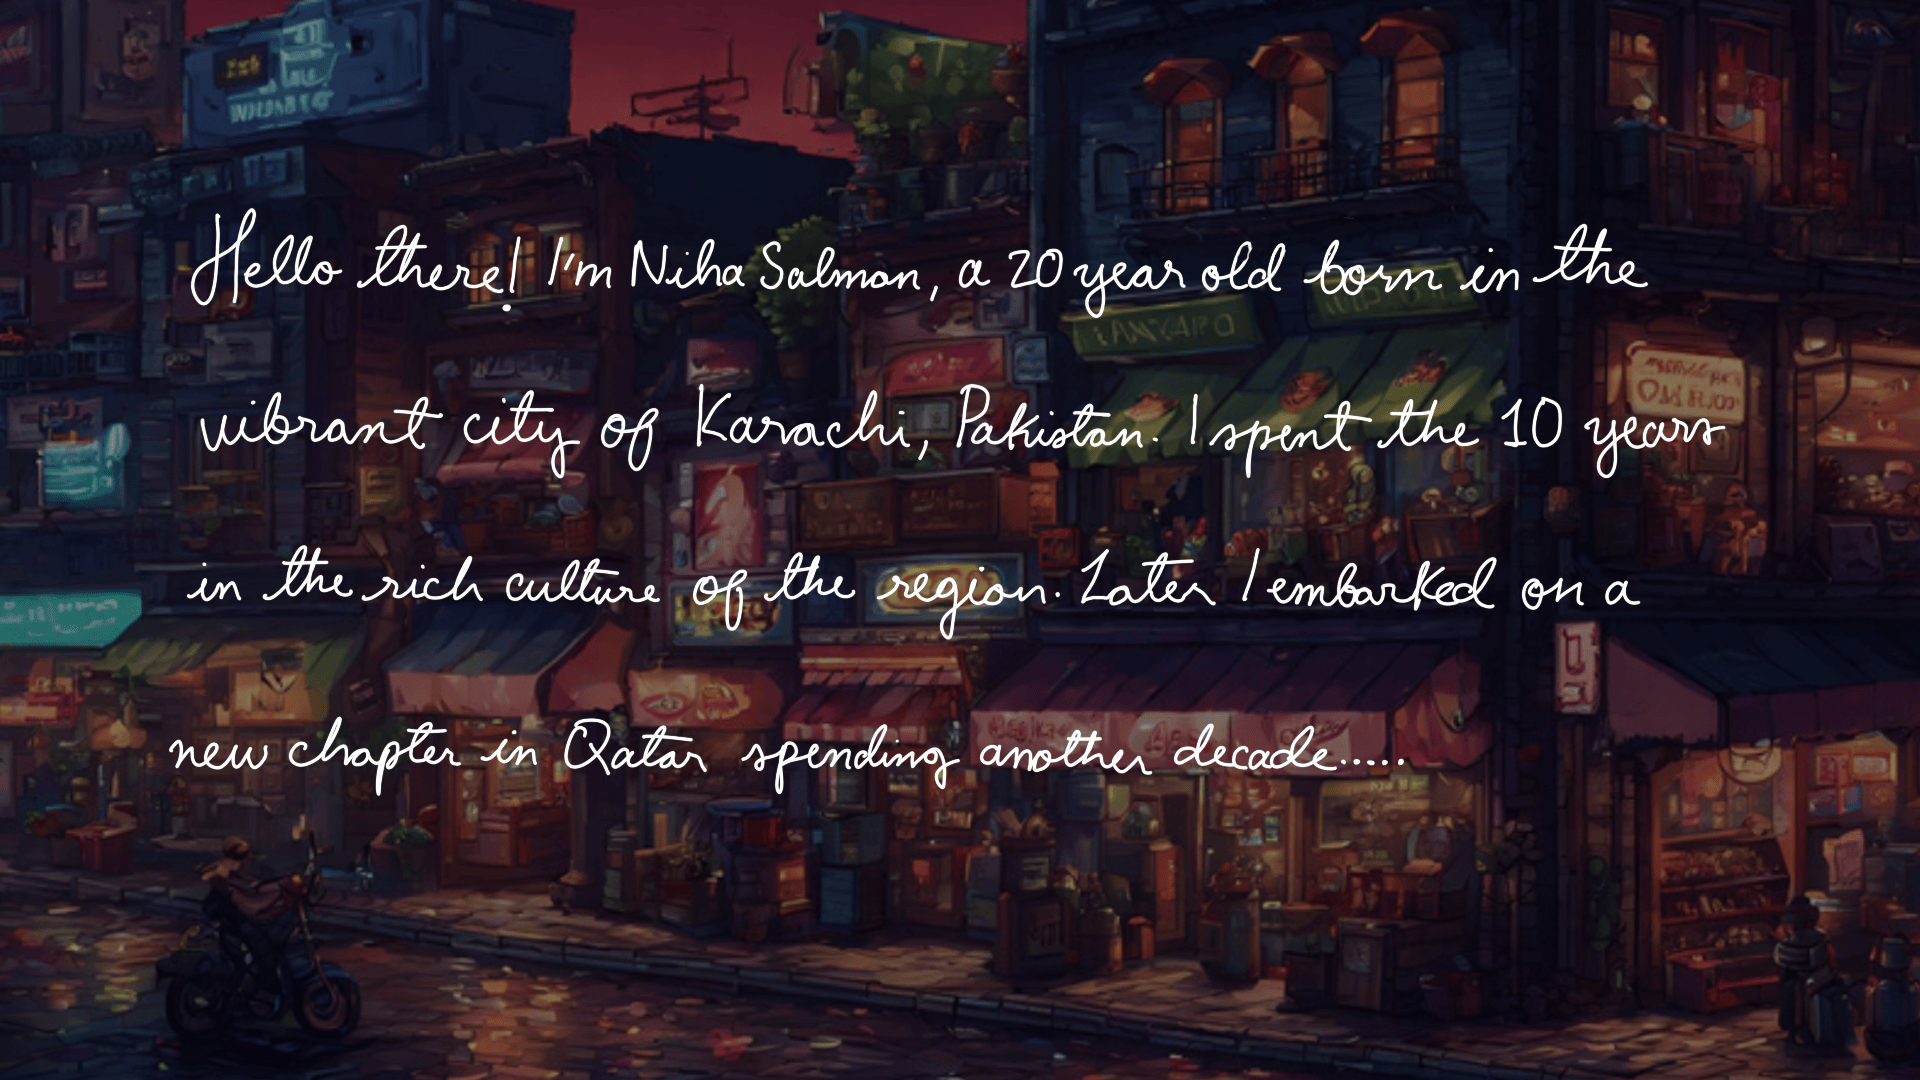 Hello there! I'm Niha Salman, a 20 year old born in the
vibrant city of Karachi, Pakistan. I spent the 10 years
in the rich culture of the region. Later I embarked on a
new chapter in Qatar spending another decade.....